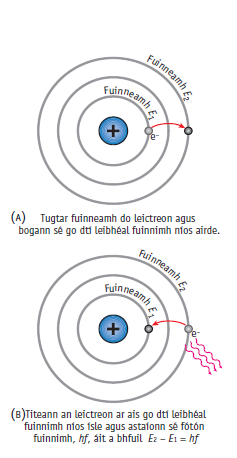 Fuinneamh E2
Fuinneamh E1
e-
(A) Tugtar fuinneamh do leictreon agus
bogann sé go dtí leibhéal fuinnimh níos airde.
Fuinneamh E2
Fuinneamh E1
e-
(B)Titeann an leictreon ar ais go dtí leibhéal
fuinnimh níos ísle agus astaíonn sé fótón
fuinnimh, hf, áit a bhfuil E2 – E1 = hf